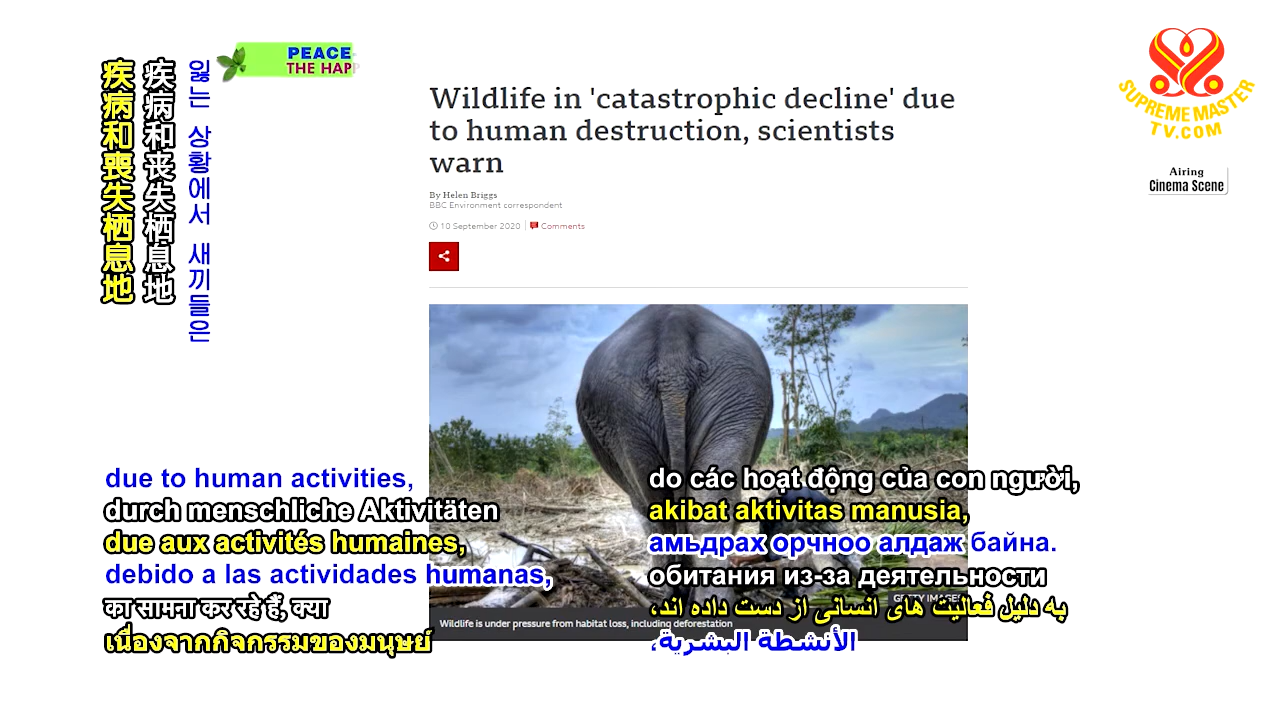 疾病和喪失栖息地
疾病和丧失栖息地
잃는 상황에서 새끼들은
PEACE
THE HAP
Wildlife in 'catastrophic decline' due
to human destruction, scientists
warn
By Helen Briggs
BBC Environment correspondent
10 September 2020
Comments
SUPREME MASTER
TV.COM
Airing
Cinema Scene
GETTY IMAGES
Wildlife is under pressure from habitat loss, including deforestation
due to human activities,
durch menschliche Aktivitäten
due aux activités humaines,
debido a las actividades humanas,
का सामना कर रहे हैं, क्या
เนื่องจากกิจกรรมของมนุษย์
do các hoạt động của con người,
akibat aktivitas manusia,
амьдрах орчноо алдаж байна.
обитания из-за деятельности
به دلیل فعالیت های انسانی از دست داده اند،
الأنشطة البشرية،